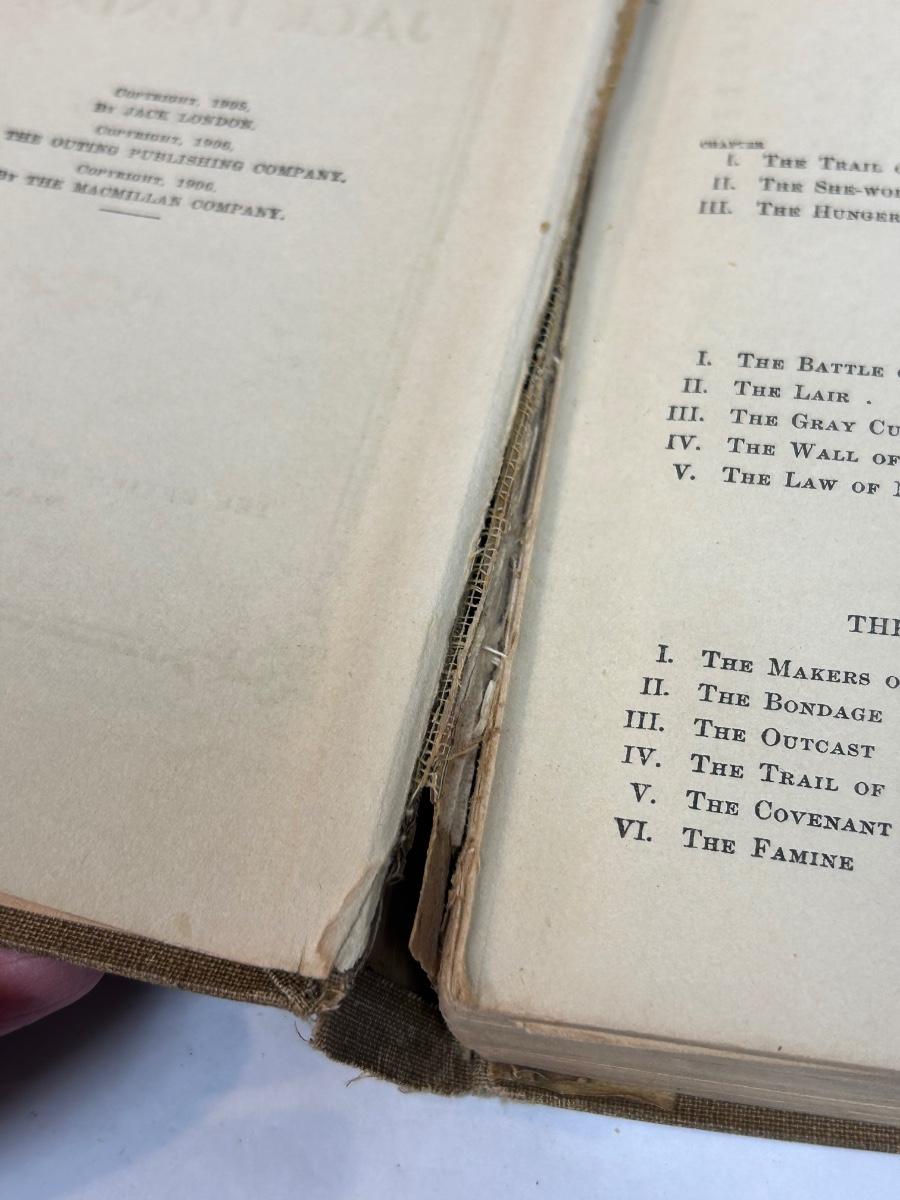 COPYRIGHT, 1905,
BY JACK LONDON.
COPYRIGHT, 1906,
THE OUTING PUBLISHING COMPANY.
COPYRIGHT, 1906,
BY THE MACMILLAN COMPANY.
CHAPTER
I. THE TRAIL
II. THE SHE-WO
III. THE HUNGER
I. THE BATTLE
II. THE LAIR .
III. THE GRAY CU
IV. THE WALL OF
V. THE LAW OF
THE
I. THE MAKERS O
II. THE BONDAGE
III. THE OUTCAST
IV. THE TRAIL OF
V. THE COVENANT
VI. THE FAMINE